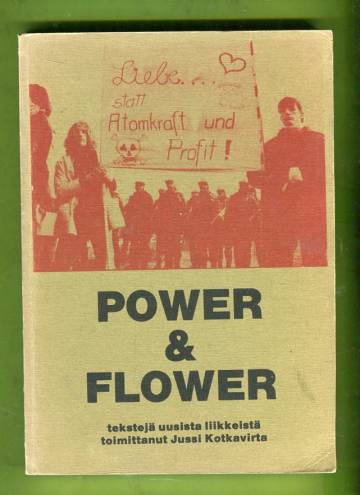 Liebe....
statt
Atomkraft und
Profit!
POWER
&
FLOWER
tekstejä uusista liikkeistä
toimittanut Jussi Kotkavirta